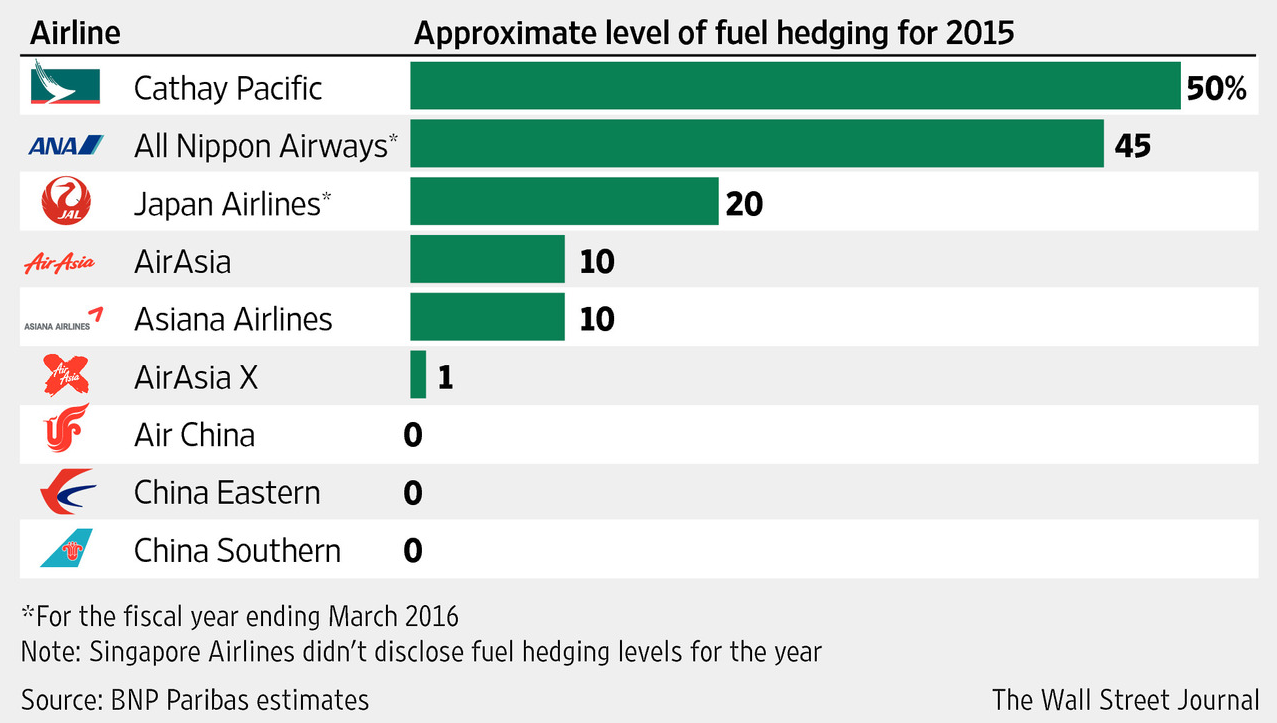 Airline Approximate level of fuel hedging for 2015
Cathay Pacific 50%
ANA All Nippon Airways* 45
JAL Japan Airlines* 20
AirAsia AirAsia 10
ASIANA AIRLINES Asiana Airlines 10
Air Asia AirAsia X 1
Air China 0
China Eastern 0
China Southern 0
*For the fiscal year ending March 2016
Note: Singapore Airlines didn’t disclose fuel hedging levels for the year
Source: BNP Paribas estimates The Wall Street Journal